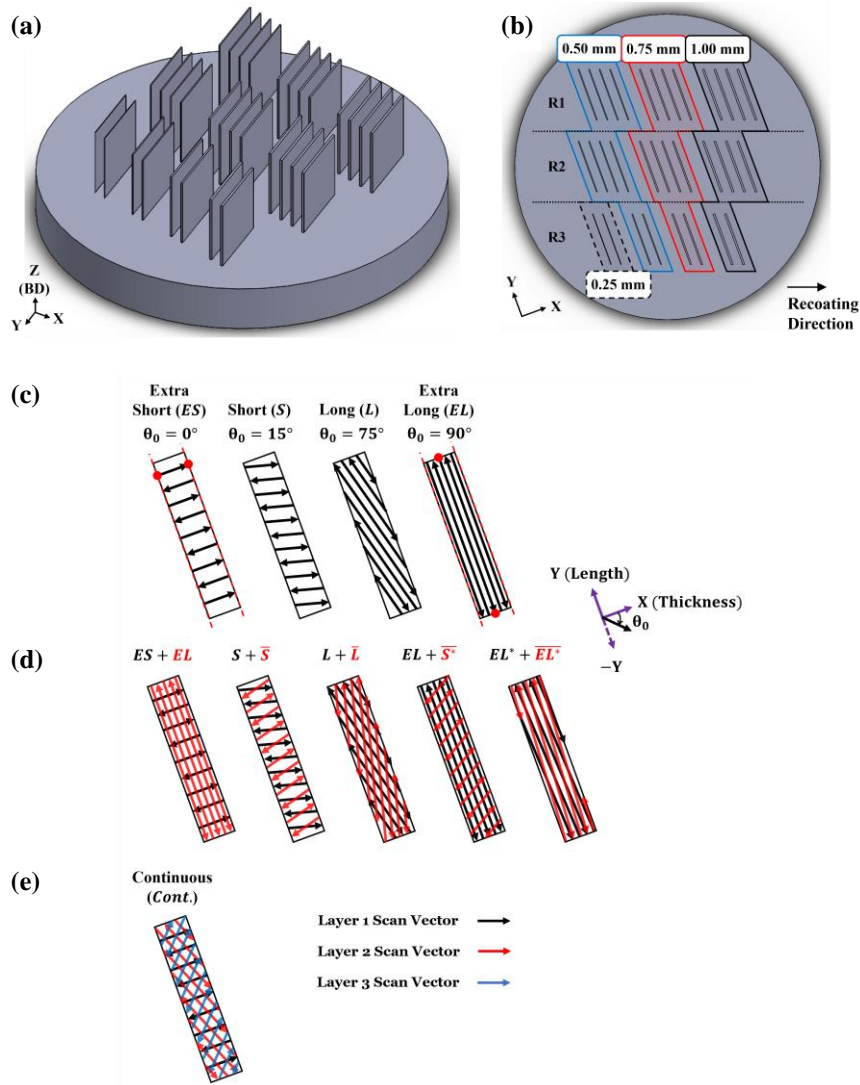 (a)
Z
(BD)
Y
X
(b)
0.50 mm
0.75 mm
1.00 mm
R1
R2
R3
0.25 mm
Y
X
Recoating
Direction
(c)
Extra
Short (ES)
θ₀ = 0°
Short (S)
θ₀ = 15°
Long (L)
θ₀ = 75°
Extra
Long (EL)
θ₀ = 90°
Y (Length)
X (Thickness)
θ₀
−Y
(d)
ES + EL
S + S̅
L + L̅
EL + S̅*̅
EL* + E̅L̅*̅
(e)
Continuous
(Cont.)
Layer 1 Scan Vector
Layer 2 Scan Vector
Layer 3 Scan Vector